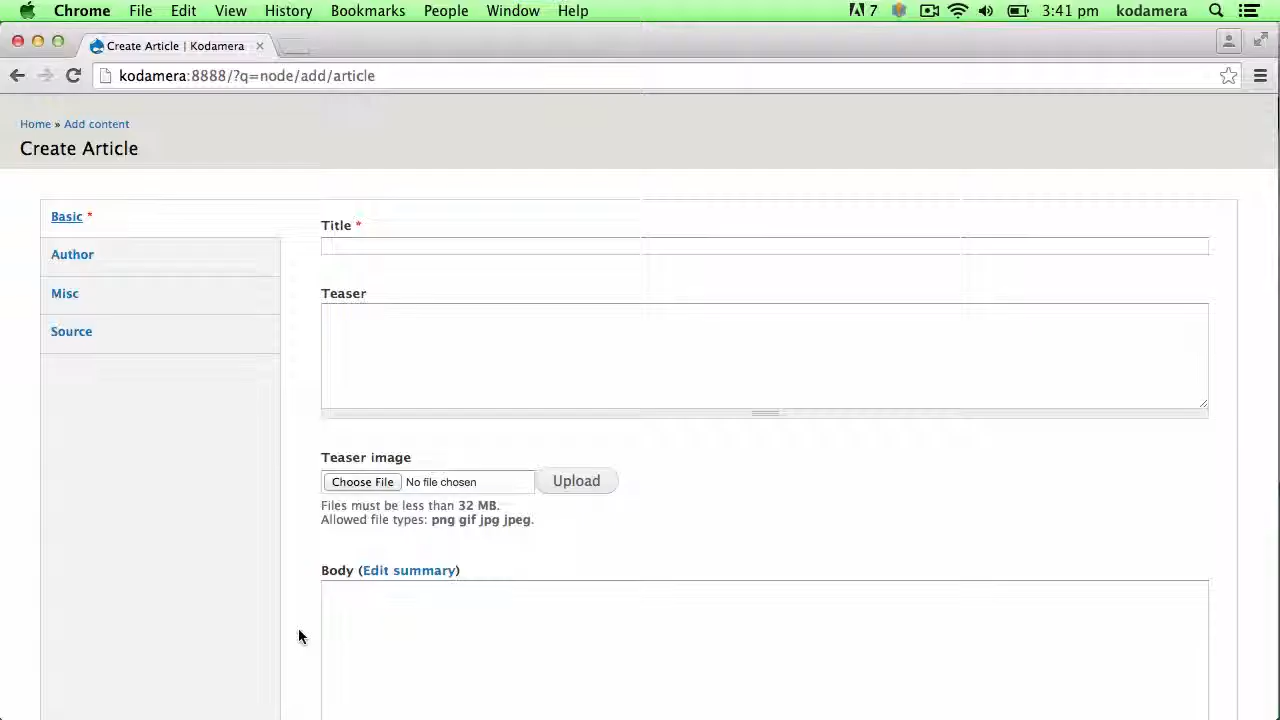 Chrome File Edit View History Bookmarks People Window Help 7 3:41 pm kodamera
Create Article | Kodamera
kodamera:8888/?q=node/add/article
Home » Add content
Create Article
Basic *
Author
Misc
Source
Title *
Teaser
Teaser image
Choose File No file chosen Upload
Files must be less than 32 MB.
Allowed file types: png gif jpg jpeg.
Body (Edit summary)